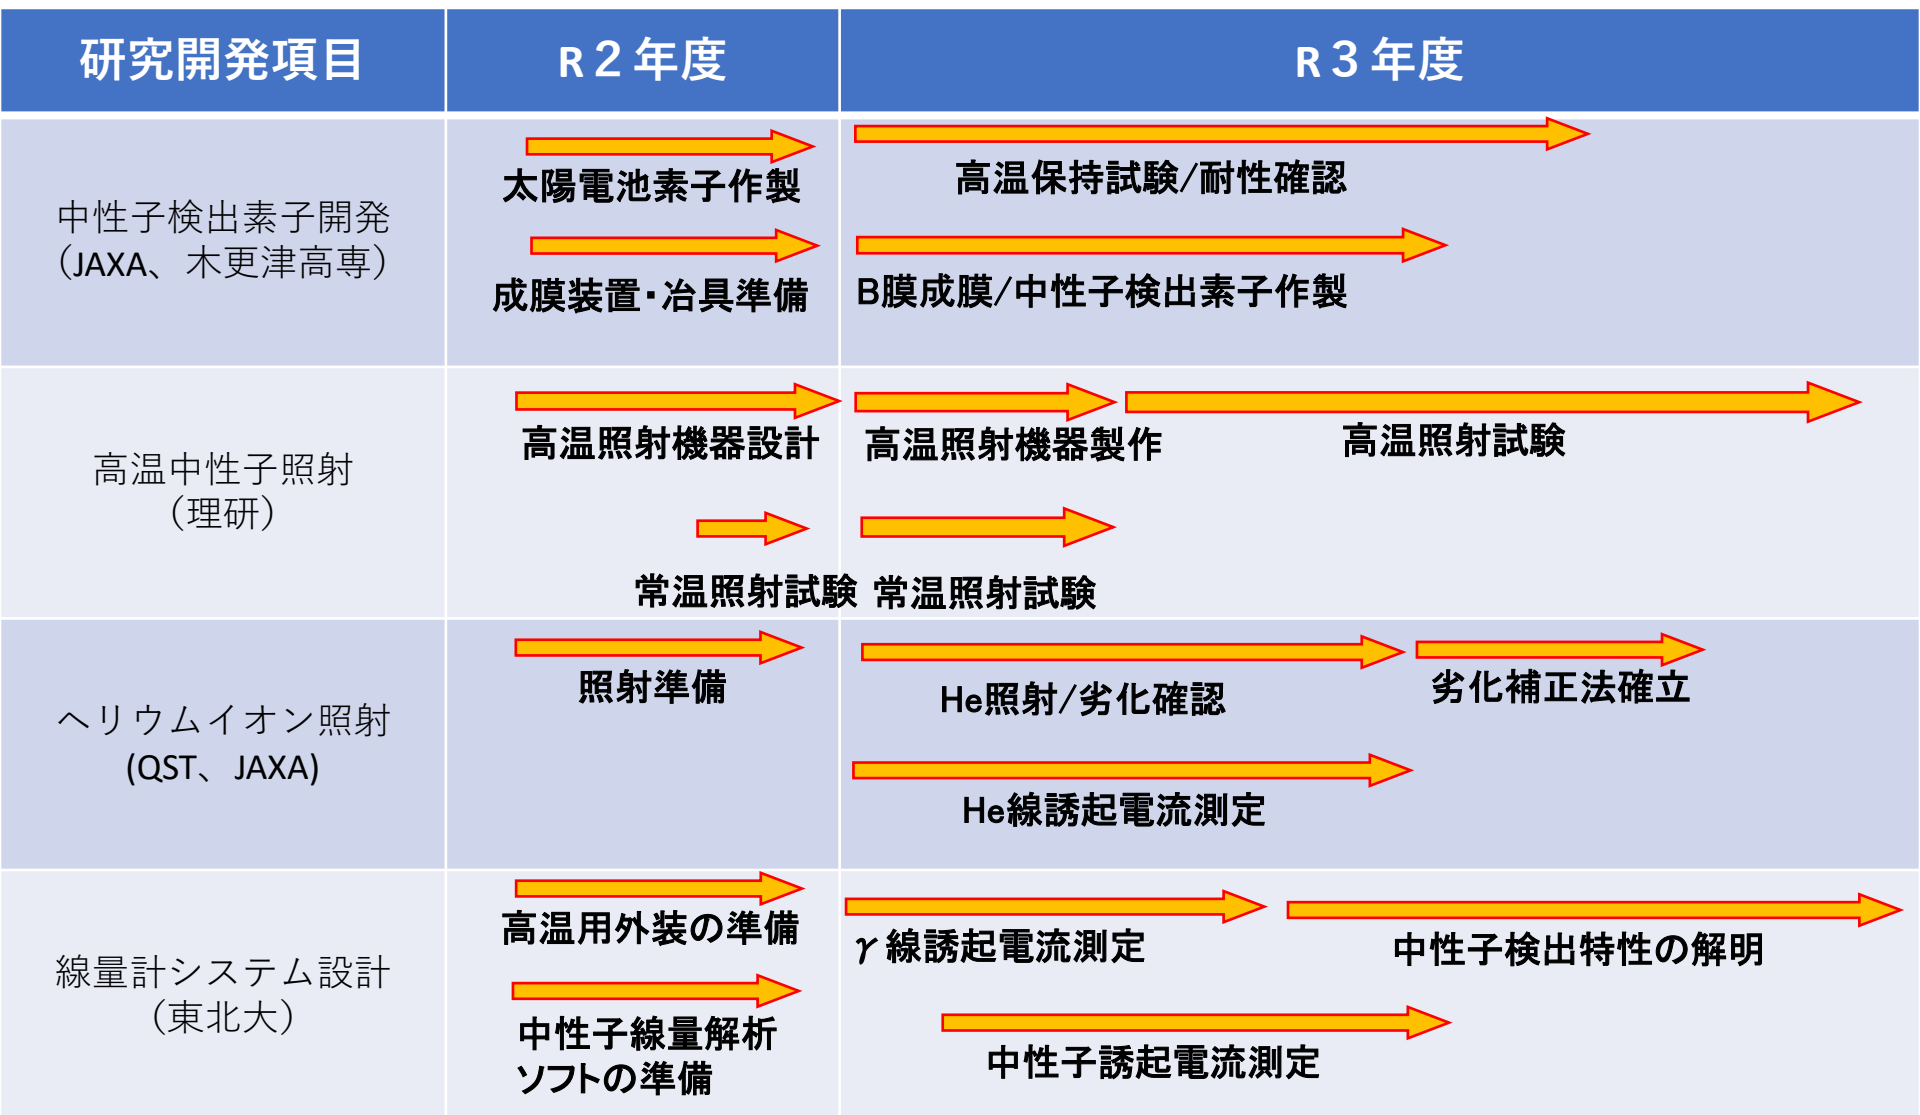 研究開発項目
R２年度
R３年度
中性子検出素子開発
（JAXA、木更津高専）
太陽電池素子作製
成膜装置・冶具準備
高温保持試験/耐性確認
B膜成膜/中性子検出素子作製
高温中性子照射
（理研）
高温照射機器設計
常温照射試験
高温照射機器製作
高温照射試験
常温照射試験
ヘリウムイオン照射
(QST、JAXA)
照射準備
He照射/劣化確認
劣化補正法確立
He線誘起電流測定
線量計システム設計
（東北大）
高温用外装の準備
中性子線量解析
ソフトの準備
γ線誘起電流測定
中性子検出特性の解明
中性子誘起電流測定